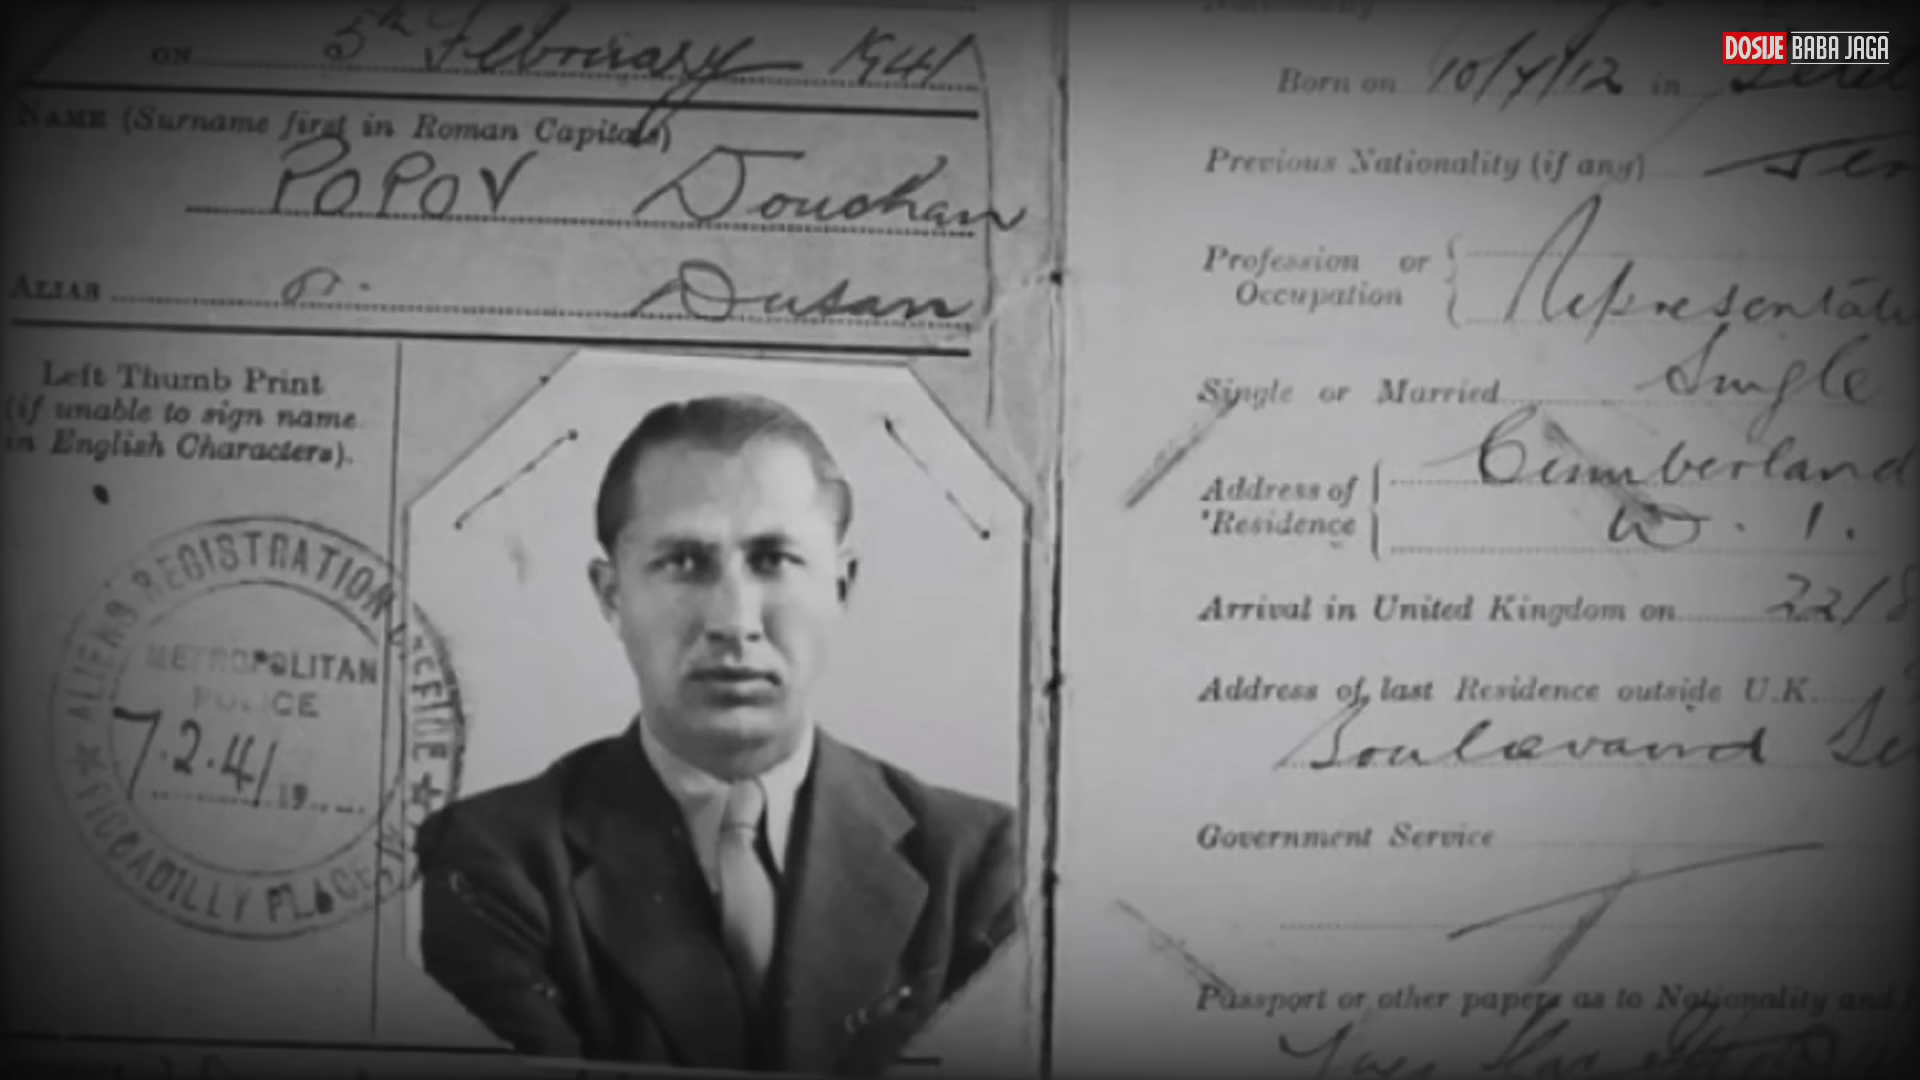 ON 5th February 1941
NAME (Surname first in Roman Capitals)
POPOV Douchan
ALIAS or Dusan
Left Thumb Print
(if unable to sign name
in English Characters).
ALIENS REGISTRATION OFFICE
METROPOLITAN
POLICE
7.2.41 19
PICCADILLY PLACE
DOSIJE BABA JAGA
Nationality
Born on 10/7/12 in
Previous Nationality (if any)
Profession or
Occupation
Single or Married Single
Address of
Residence
Cumberland
W. 1.
Arrival in United Kingdom on 22/
Address of last Residence outside U.K.
Boulevard
Government Service
Passport or other papers as to Nationality and